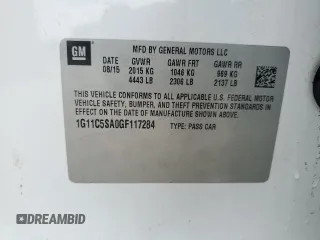 GM
MFD BY GENERAL MOTORS LLC
DATE GVWR GAWR FRT GAWR RR
08/15 2015 KG 1046 KG 969 KG
4443 LB 2306 LB 2137 LB
THIS VEHICLE CONFORMS TO ALL APPLICABLE U.S. FEDERAL MOTOR
VEHICLE SAFETY, BUMPER, AND THEFT PREVENTION STANDARDS
IN EFFECT ON THE DATE OF MANUFACTURE SHOWN ABOVE.
1G11C5SA0GF117284 TYPE: PASS CAR
DREAMBID